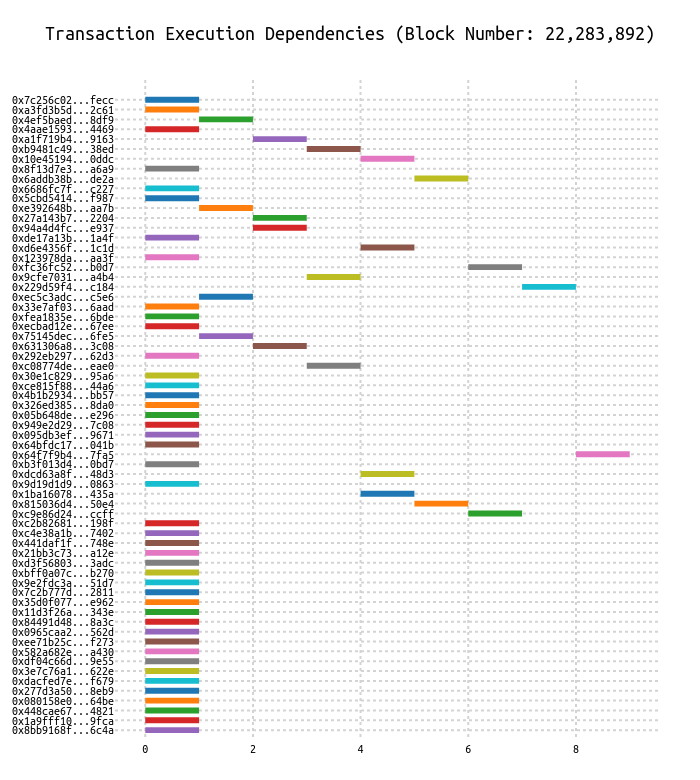 Transaction Execution Dependencies (Block Number: 22,283,892)
0x7c256c02...fecc
0xa3fd3b5d...2c61
0x4ef5baed...8df9
0x4aae1593...4469
0xa1f719b4...9163
0xb9481c49...38ed
0x10e45194...0ddc
0x8f13d7e3...a6a9
0x6addb38b...de2a
0x6686fc7f...c227
0x5cbd5414...f987
0xe392648b...aa7b
0x27a143b7...2204
0x94a4d4fc...e937
0xde17a13b...1a4f
0xd6e4356f...1c1d
0x123978da...aa3f
0xfc36fc52...b0d7
0x9cfe7031...a4b4
0x229d59f4...c184
0xec5c3adc...c5e6
0x33e7af03...6aad
0xfea1835e...6bde
0xecbad12e...67ee
0x75145dec...6fe5
0x631306a8...3c08
0x292eb297...62d3
0xc08774de...eae0
0x30e1c829...95a6
0xce815f88...44a6
0x4b1b2934...bb57
0x326ed385...8da0
0x05b648de...e296
0x949e2d29...7c08
0x095db3ef...9671
0x64bfdc17...041b
0x64f7f9b4...7fa5
0xb3f013d4...0bd7
0xdcd63a8f...48d3
0x9d19d1d9...0863
0x1ba16078...435a
0x815036d4...50e4
0xc9e86d24...ccff
0xc2b82681...198f
0xc4e38a1b...7402
0x441daf1f...748e
0x21bb3c73...a12e
0xd3f56803...3adc
0xbff0a07c...b270
0x9e2fdc3a...51d7
0x7c2b777d...2811
0x35d0f077...e962
0x11d3f26a...343e
0x84491d48...8a3c
0x0965caa2...562d
0xee71b25c...f273
0x582a682e...a430
0xdf04c66d...9e55
0x3e7c76a1...622e
0xdacfed7e...f679
0x277d3a50...8eb9
0x080158e0...64be
0x448cae67...4821
0x1a9fff10...9fca
0x8bb9168f...6c4a
0 2 4 6 8